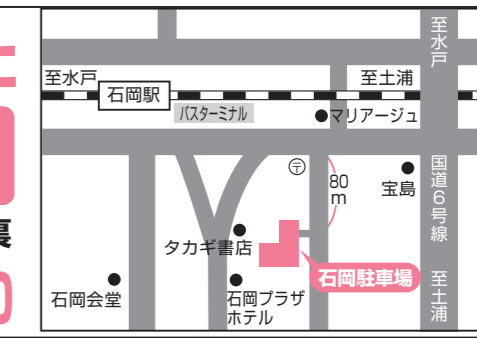 至水戸
至水戸
石岡駅
至土浦
バスターミナル
マリアージュ
〒
80
m
宝島
国道6号線
タカギ書店
石岡駐車場
至土浦
石岡会堂
石岡プラザ
ホテル
裏